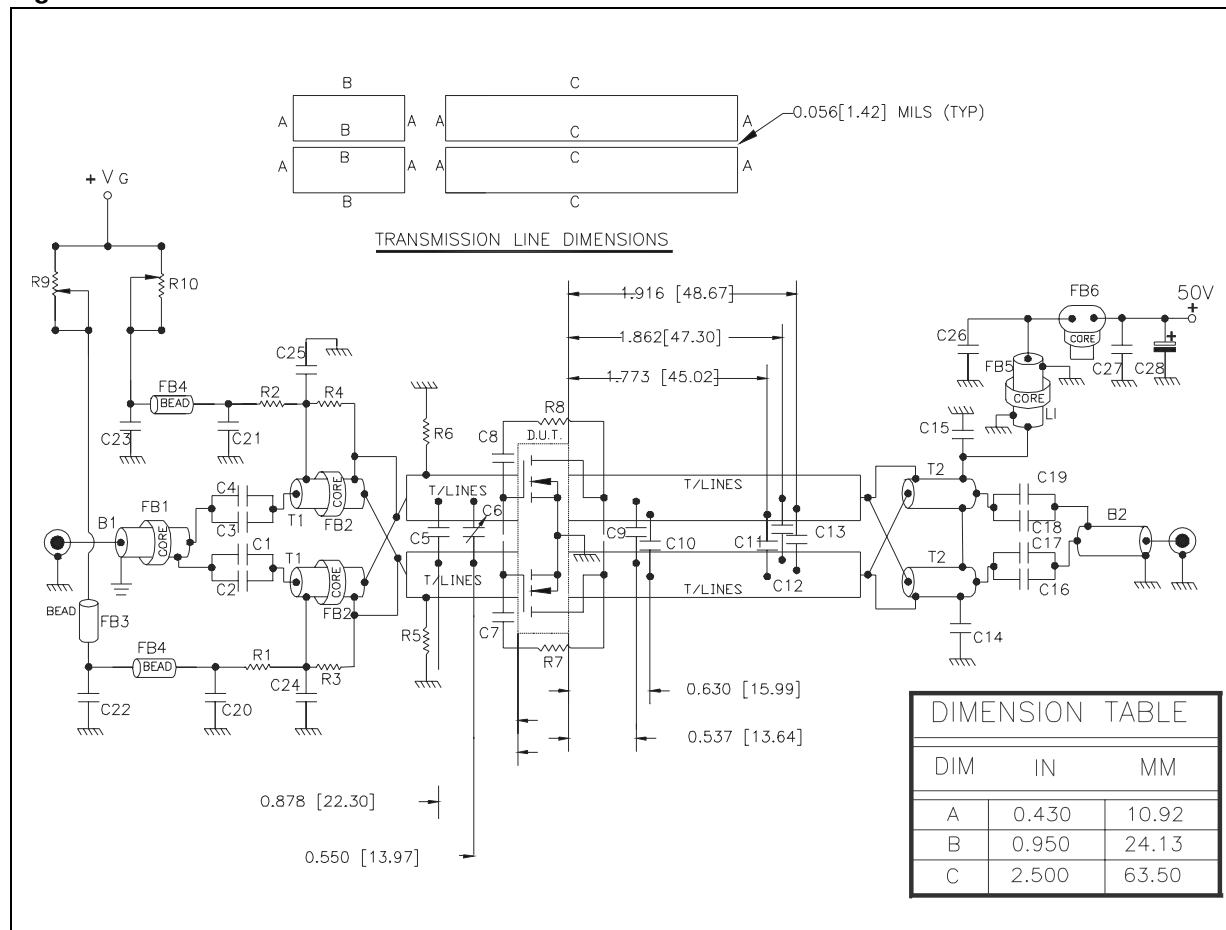 B
C
A
A
A
A
B
C
0.056[1.42] MILS (TYP)
B
C
A
A
A
A
B
C
+ V G
TRANSMISSION LINE DIMENSIONS
R9
R10
1.916 [48.67]
1.862[47.30]
1.773 [45.02]
FB6
50V
+
CORE
C26
C27
+
C28
FB5
CORE
L1
C25
FB4
BEAD
R2
R4
C23
C21
R6
R8
D.U.T.
C8
C15
C4
C3
T1
CORE
FB2
T/LINES
C6
C5
T/LINES
C9
C10
C11
C13
C12
T2
C19
C18
B1
FB1
CORE
C1
C2
T1
CORE
FB2
T/LINES
T/LINES
T2
C17
C16
B2
BEAD
FB3
FB4
BEAD
R1
R3
R5
C7
R7
C14
C22
C20
C24
0.630 [15.99]
0.537 [13.64]
0.878 [22.30]
0.550 [13.97]
DIMENSION TABLE
DIM IN MM
A 0.430 10.92
B 0.950 24.13
C 2.500 63.50